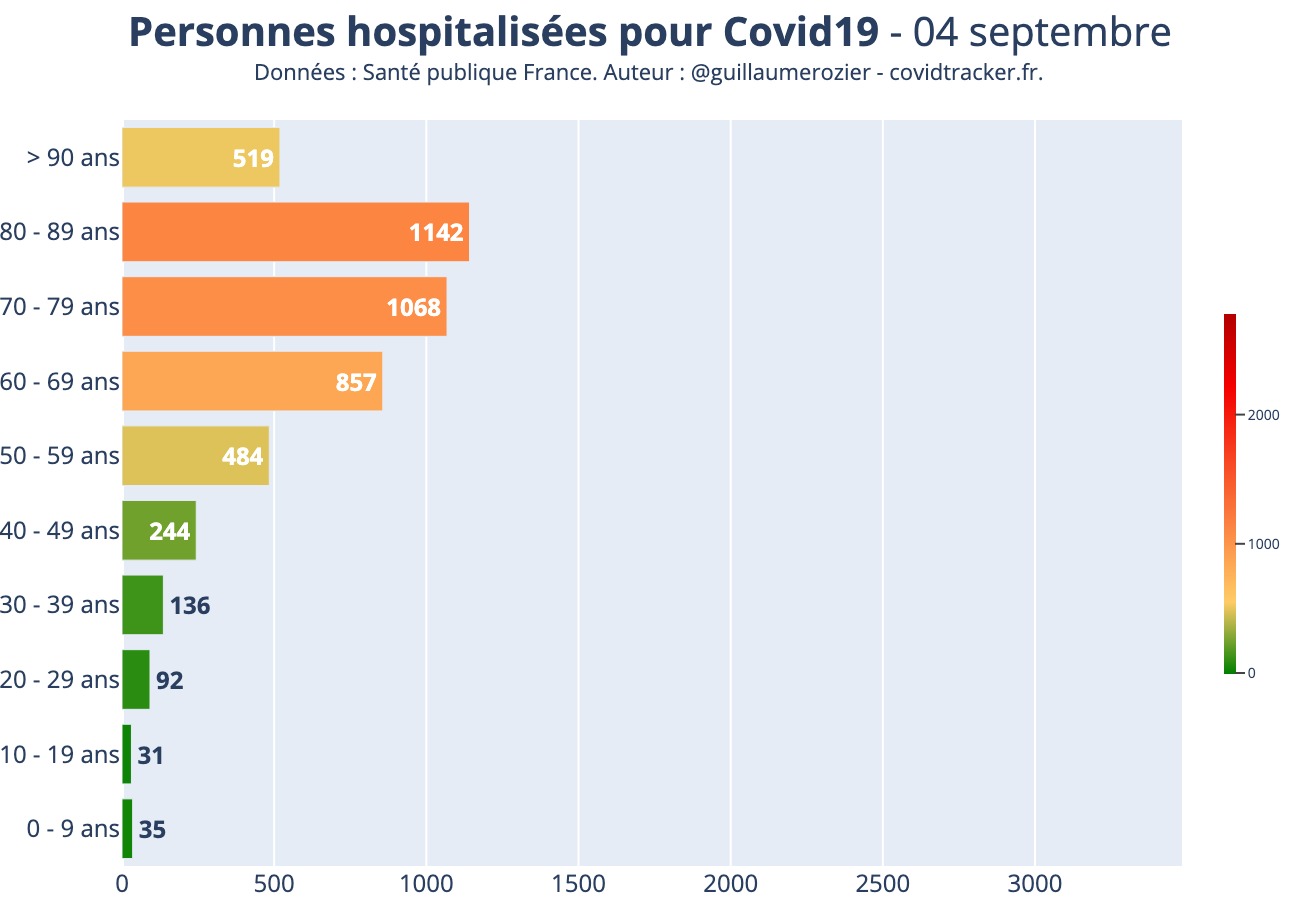 Personnes hospitalisées pour Covid19 - 04 septembre
Données : Santé publique France. Auteur : @guillaumerozier - covidtracker.fr.
> 90 ans 519
80 - 89 ans 1142
70 - 79 ans 1068
60 - 69 ans 857
50 - 59 ans 484
40 - 49 ans 244
30 - 39 ans 136
20 - 29 ans 92
10 - 19 ans 31
0 - 9 ans 35
0 500 1000 1500 2000 2500 3000
2000
1000
0